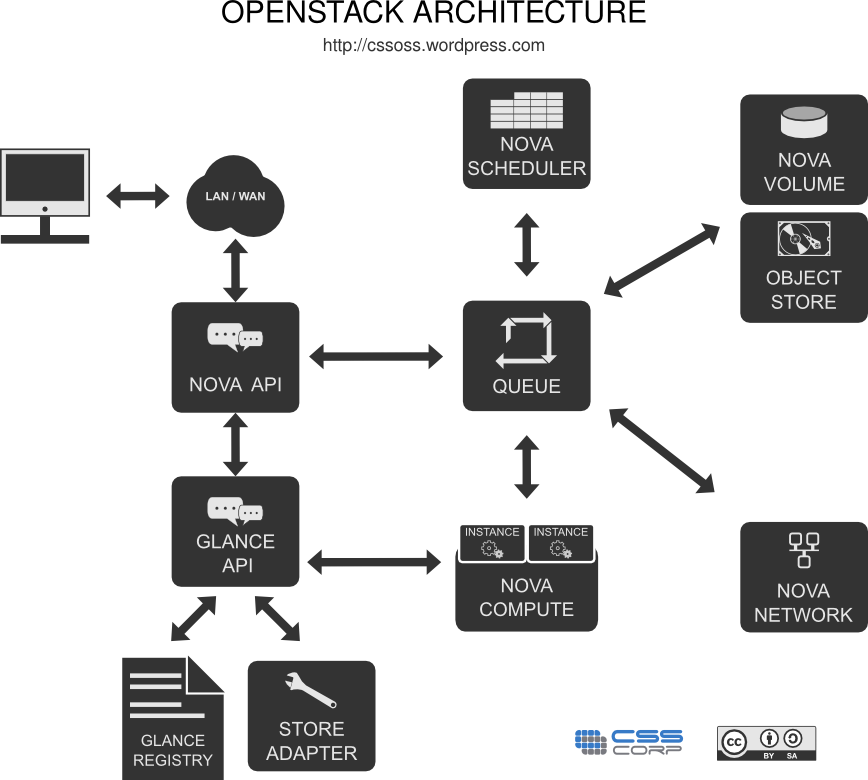 OPENSTACK ARCHITECTURE
http://cssoss.wordpress.com
NOVA
SCHEDULER
NOVA
VOLUME
LAN / WAN
OBJECT
STORE
NOVA API
QUEUE
GLANCE
API
INSTANCE
INSTANCE
NOVA
COMPUTE
NOVA
NETWORK
GLANCE
REGISTRY
STORE
ADAPTER
CSS
CORP
cc
BY SA